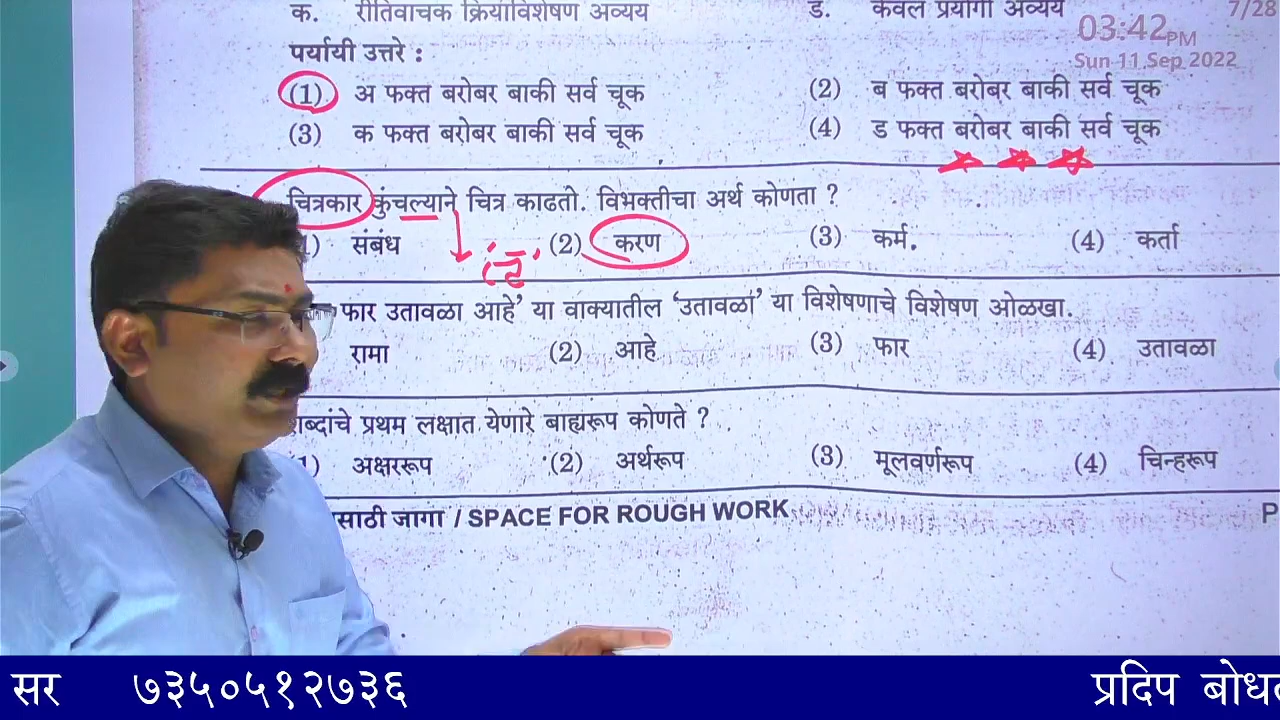 क. रीतिवाचक क्रियाविशेषण अव्यय ड. केवल प्रयोगी अव्यय 7/28
03:42PM
पर्यायी उत्तरे :
Sun 11 Sep 2022
(1) अ फक्त बरोबर बाकी सर्व चूक (2) ब फक्त बरोबर बाकी सर्व चूक
(3) क फक्त बरोबर बाकी सर्व चूक (4) ड फक्त बरोबर बाकी सर्व चूक
चित्रकार कुंचल्याने चित्र काढतो. विभक्तीचा अर्थ कोणता ?
1) संबंध (2) करण (3) कर्म. (4) कर्ता
फार उतावळा आहे’ या वाक्यातील ‘उतावळा’ या विशेषणाचे विशेषण ओळखा.
रामा (2) आहे (3) फार (4) उतावळा
शब्दांचे प्रथम लक्षात येणारे बाह्यरूप कोणते ?
1) अक्षररूप (2) अर्थरूप (3) मूलवर्णरूप (4) चिन्हरूप
साठी जागा / SPACE FOR ROUGH WORK P
सर ७३५०५१२७३६ प्रदिप